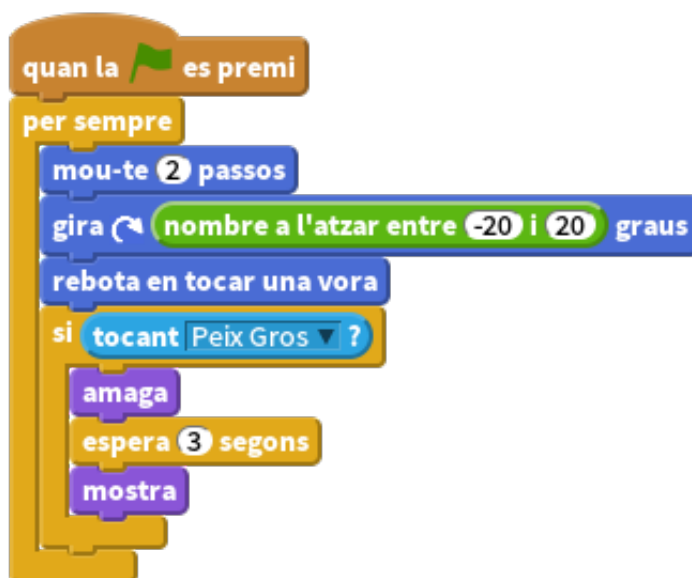 quan la es premi
per sempre
mou-te 2 passos
gira nombre a l'atzar entre -20 i 20 graus
rebota en tocar una vora
si tocant Peix Gros ▼ ?
amaga
espera 3 segons
mostra